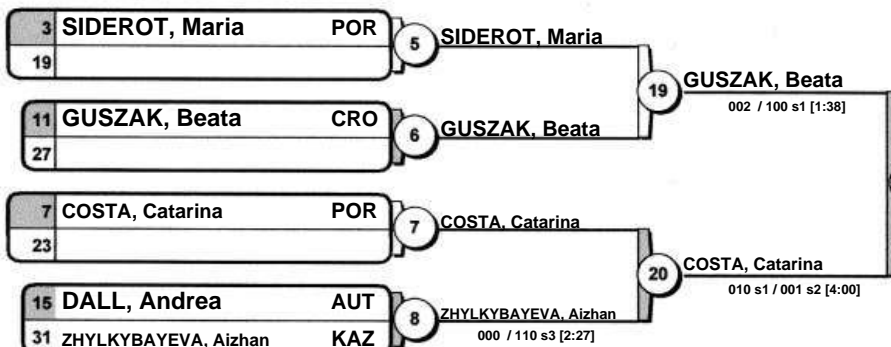 3 SIDEROT, Maria POR
19
5 SIDEROT, Maria
11 GUSZAK, Beata CRO
27
6 GUSZAK, Beata
19 GUSZAK, Beata
002 / 100 s1 [1:38]
7 COSTA, Catarina POR
23
7 COSTA, Catarina
15 DALL, Andrea AUT
31 ZHYLKYBAYEVA, Aizhan KAZ
8 ZHYLKYBAYEVA, Aizhan
000 / 110 s3 [2:27]
20 COSTA, Catarina
010 s1 / 001 s2 [4:00]